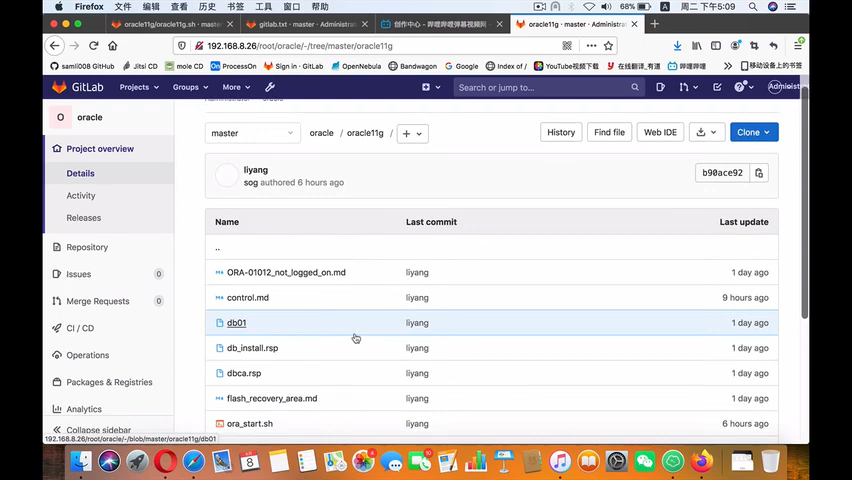 Firefox 文件 编辑 查看 历史 书签 工具 窗口 帮助 68% 周二 下午5:09
oracle11g/oracle11g.sh · master · gitlab.txt · master · Administrat 创作中心 - 哔哩哔哩弹幕视频网 - oracle11g · master · Administrat
192.168.8.26/root/oracle/-/tree/master/oracle11g
samli008 GitHub Jitsi CD mole CD ProcessOn Sign in · GitLab OpenNebula Bandwagon Google Index of / YouTube视频下载 在线翻译_有道 哔哩哔哩 移动设备上的书签
GitLab Projects Groups More Search or jump to...
O oracle
Project overview
Details
Activity
Releases
Repository
Issues 0
Merge Requests 0
CI / CD
Operations
Packages & Registries
Analytics
Collapse sidebar
master oracle / oracle11g / + History Find file Web IDE Clone
liyang
sog authored 6 hours ago
b90ace92
Name Last commit Last update
..
ORA-01012_not_logged_on.md liyang 1 day ago
control.md liyang 9 hours ago
db01 liyang 1 day ago
db_install.rsp liyang 1 day ago
dbca.rsp liyang 1 day ago
flash_recovery_area.md liyang 1 day ago
ora_start.sh liyang 6 hours ago
192.168.8.26/root/oracle/-/blob/master/oracle11g/db01